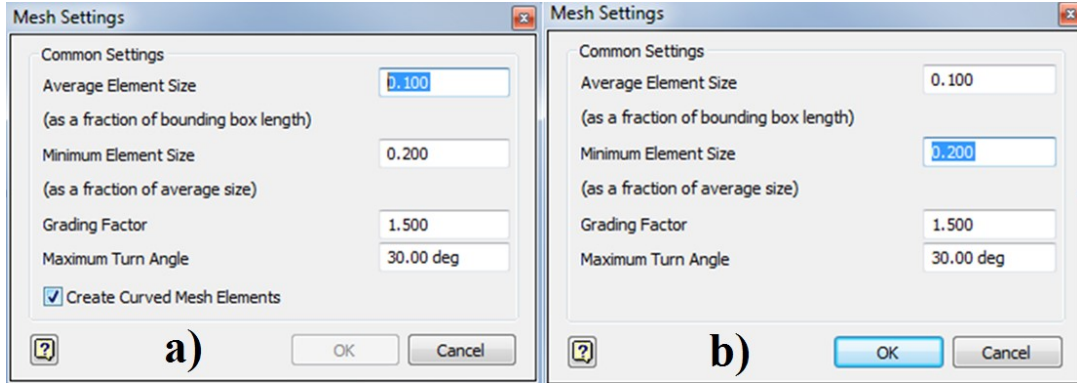 Mesh Settings
Common Settings
Average Element Size 0.100
(as a fraction of bounding box length)
Minimum Element Size 0.200
(as a fraction of average size)
Grading Factor 1.500
Maximum Turn Angle 30.00 deg
Create Curved Mesh Elements
a)
OK Cancel
Mesh Settings
Common Settings
Average Element Size 0.100
(as a fraction of bounding box length)
Minimum Element Size 0.200
(as a fraction of average size)
Grading Factor 1.500
Maximum Turn Angle 30.00 deg
b)
OK Cancel